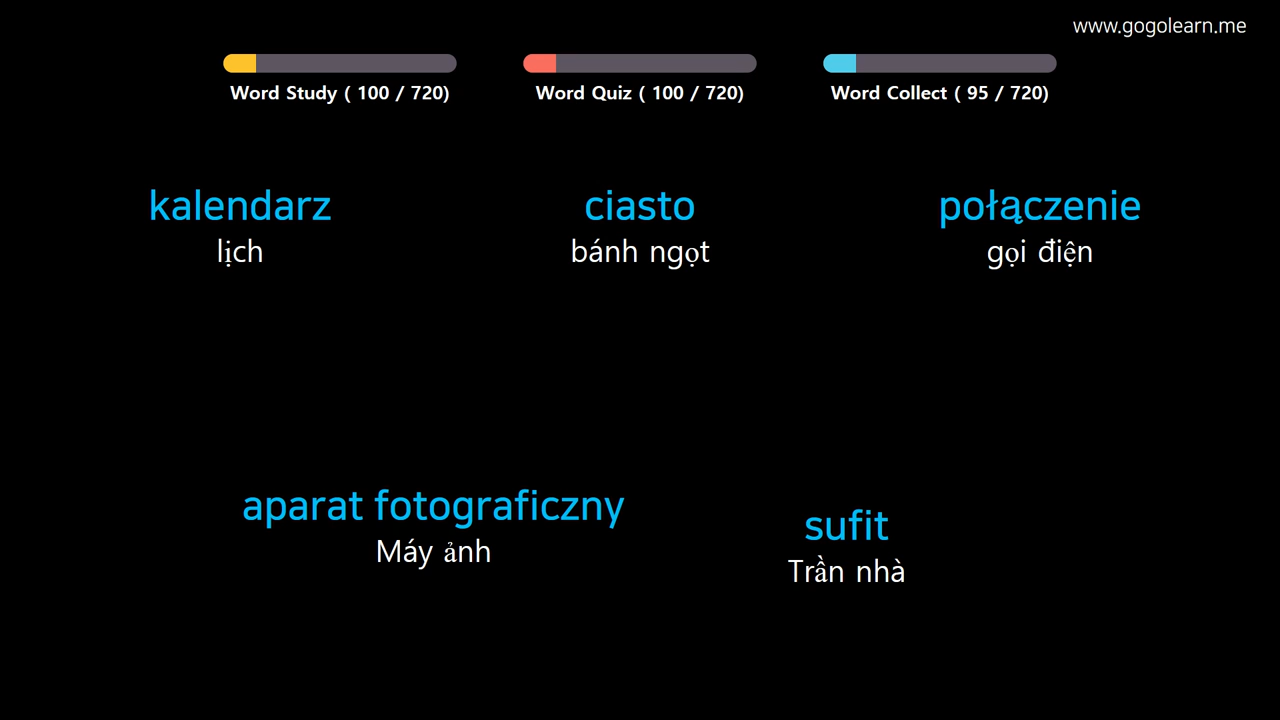 www.gogolearn.me
Word Study ( 100 / 720)
Word Quiz ( 100 / 720)
Word Collect ( 95 / 720)
kalendarz
lịch
ciasto
bánh ngọt
połączenie
gọi điện
aparat fotograficzny
Máy ảnh
sufit
Trần nhà